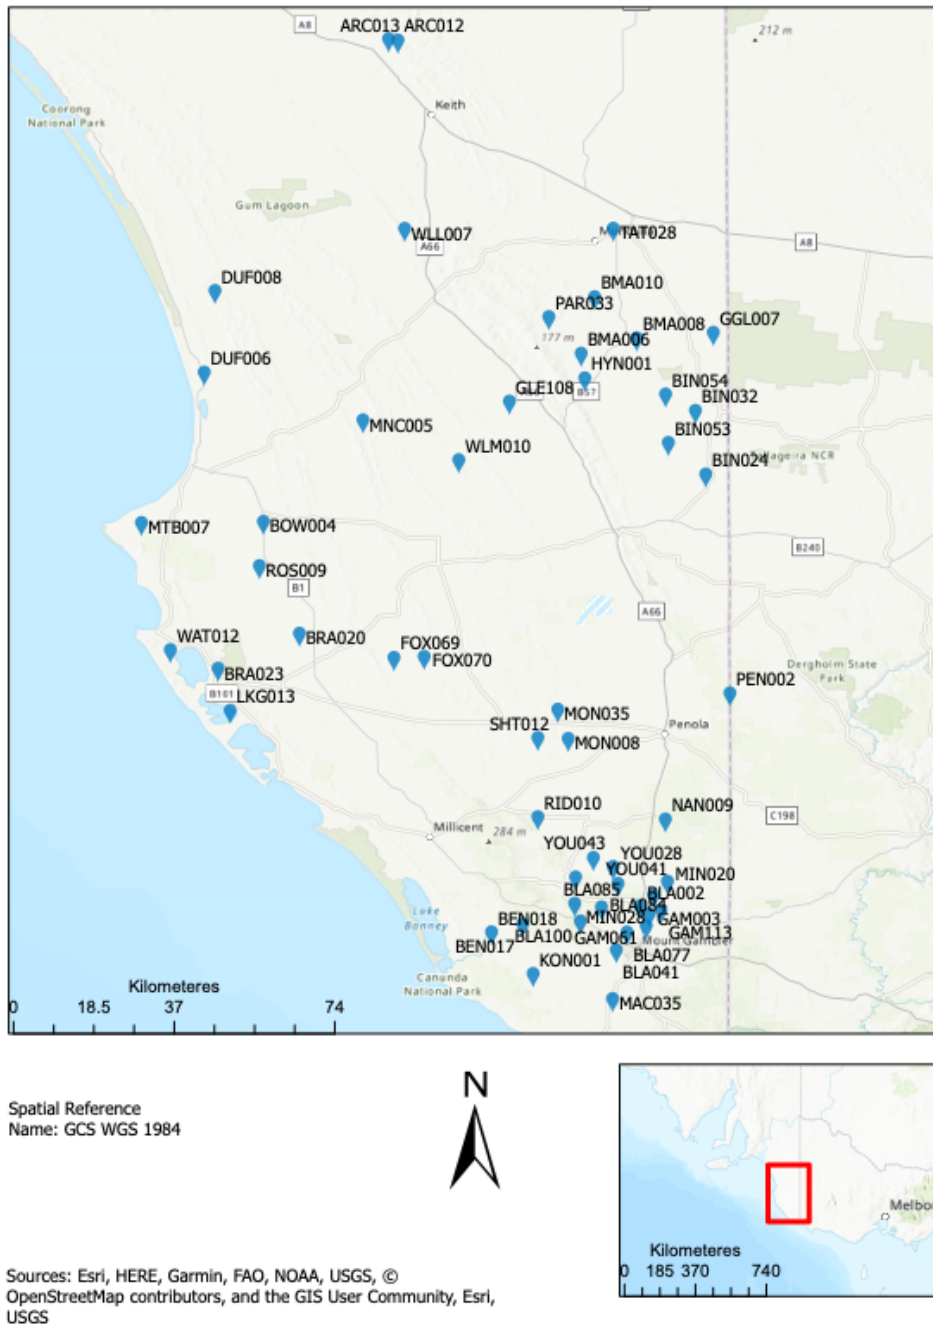 A8
ARC013 ARC012
212 m
Coorong
National Park
Keith
Gum Lagoon
WLL007
A66
TAT028
A8
DUF008
BMA010
PAR033
BMA008
GGL007
177 m
BMA006
HYN001
DUF006
GLE108
B57
BIN054
BIN032
MNC005
BIN053
WLM010
BIN024
NCR
MTB007
BOW004
B240
ROS009
B1
A66
WAT012
BRA020
FOX069
FOX070
Dergholm State
Park
BRA023
B101
LKG013
PEN002
MON035
SHT012
MON008
Penola
RID010
NAN009
C198
Millicent
284 m
YOU043
YOU028
YOU041
MIN020
BLA085
BLA002
BLA084
Lake
Bonney
BEN018
MIN028
GAM003
BLA100
GAM061
GAM113
BEN017
Mount Gambier
BLA077
KON001
BLA041
Canunda
National Park
MAC035
Kilometeres
0 18.5 37 74
N
Spatial Reference
Name: GCS WGS 1984
Kilometeres
0 185 370 740
Sources: Esri, HERE, Garmin, FAO, NOAA, USGS, ©
OpenStreetMap contributors, and the GIS User Community, Esri,
USGS
Melbo